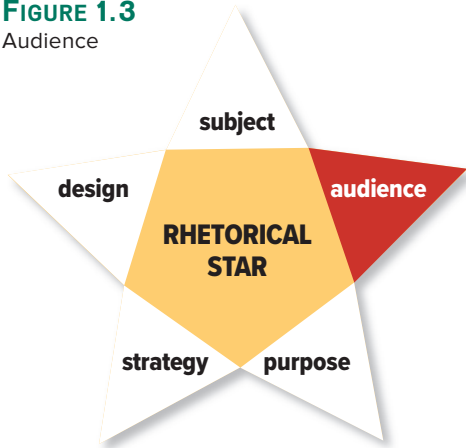 FIGURE 1.3
Audience
subject
design
audience
RHETORICAL
STAR
strategy
purpose